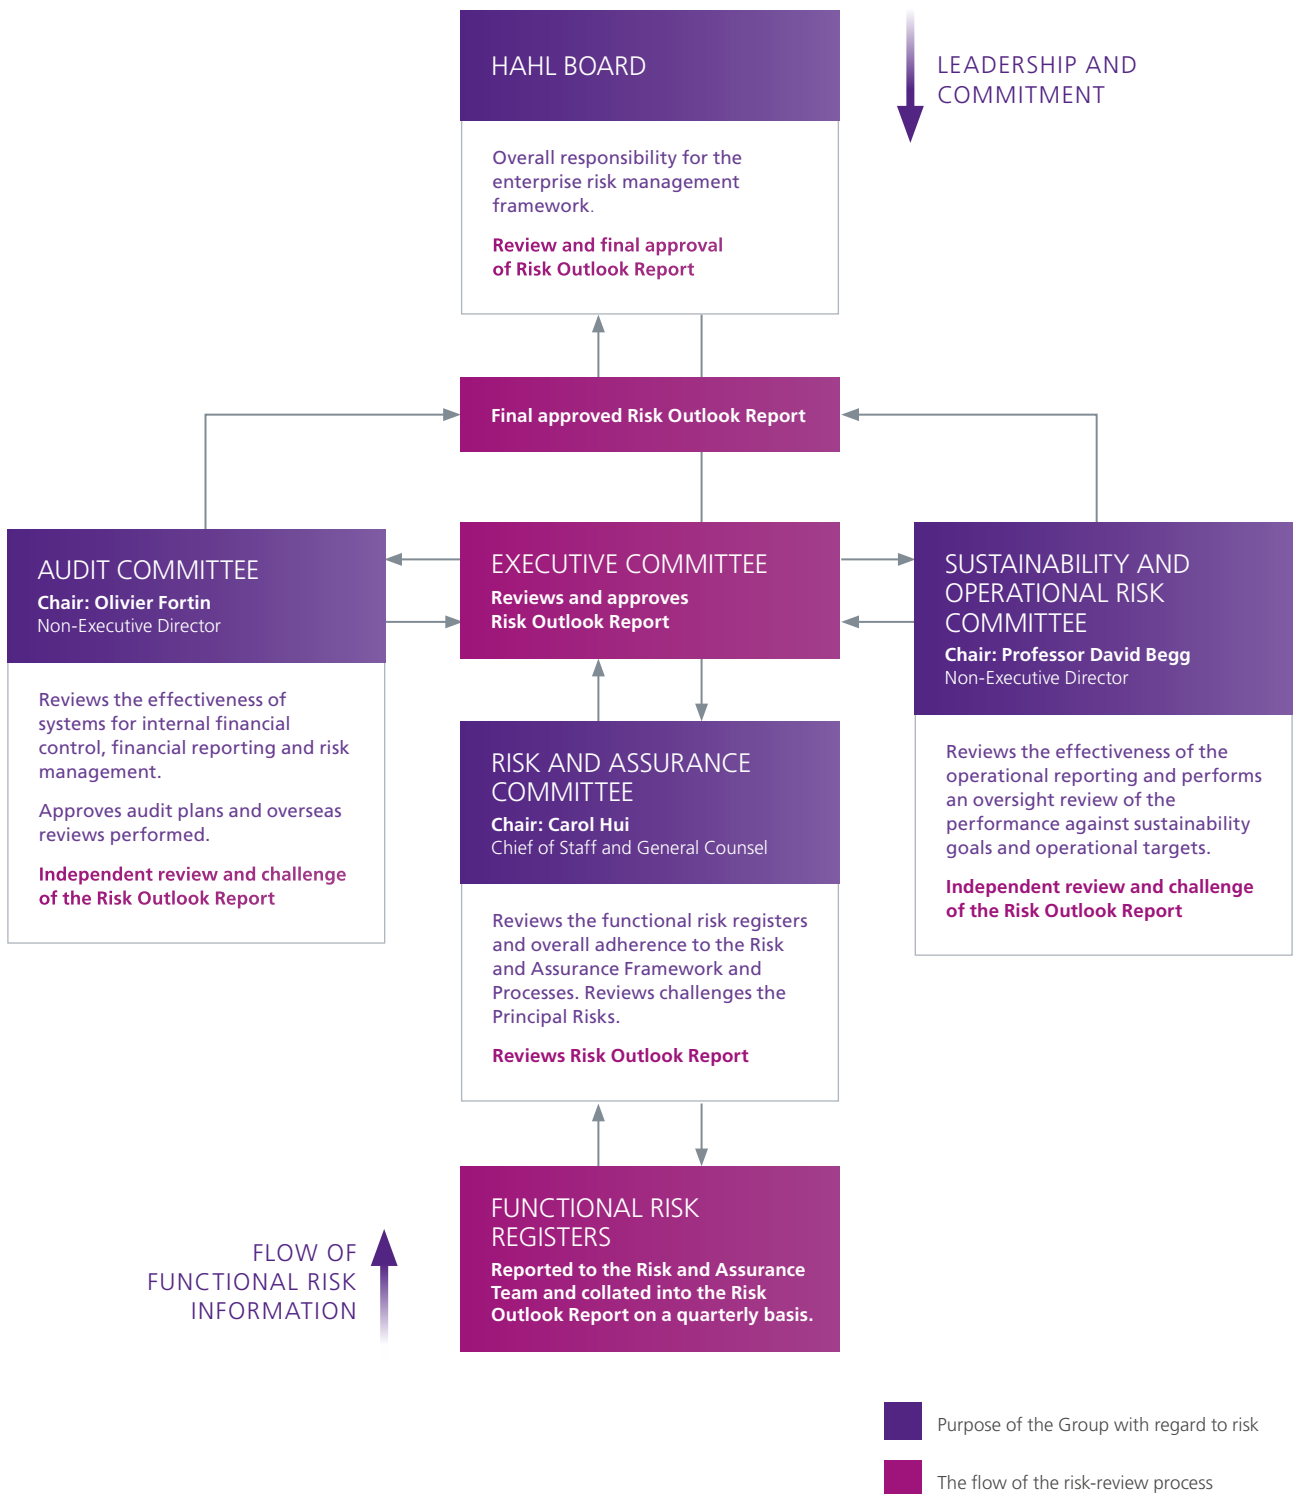 HAHL BOARD
LEADERSHIP AND
COMMITMENT
Overall responsibility for the
enterprise risk management
framework.
Review and final approval
of Risk Outlook Report
Final approved Risk Outlook Report
AUDIT COMMITTEE
Chair: Olivier Fortin
Non-Executive Director
Reviews the effectiveness of
systems for internal financial
control, financial reporting and risk
management.
Approves audit plans and overseas
reviews performed.
Independent review and challenge
of the Risk Outlook Report
EXECUTIVE COMMITTEE
Reviews and approves
Risk Outlook Report
SUSTAINABILITY AND
OPERATIONAL RISK
COMMITTEE
Chair: Professor David Begg
Non-Executive Director
Reviews the effectiveness of the
operational reporting and performs
an oversight review of the
performance against sustainability
goals and operational targets.
Independent review and challenge
of the Risk Outlook Report
RISK AND ASSURANCE
COMMITTEE
Chair: Carol Hui
Chief of Staff and General Counsel
Reviews the functional risk registers
and overall adherence to the Risk
and Assurance Framework and
Processes. Reviews challenges the
Principal Risks.
Reviews Risk Outlook Report
FUNCTIONAL RISK
REGISTERS
Reported to the Risk and Assurance
Team and collated into the Risk
Outlook Report on a quarterly basis.
FLOW OF
FUNCTIONAL RISK
INFORMATION
Purpose of the Group with regard to risk
The flow of the risk-review process